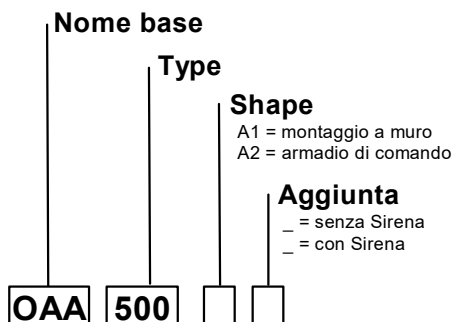 Nome base
Type
Shape
A1 = montaggio a muro
A2 = armadio di comando
Aggiunta
_ = senza Sirena
_ = con Sirena
OAA 500